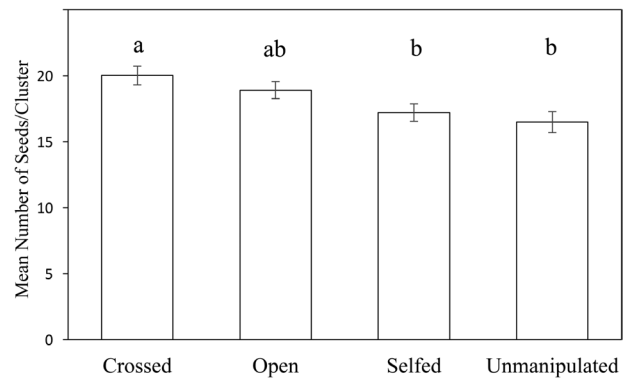 a ab b b
Mean Number of Seeds/Cluster
20
15
10
5
0
Crossed Open Selfed Unmanipulated